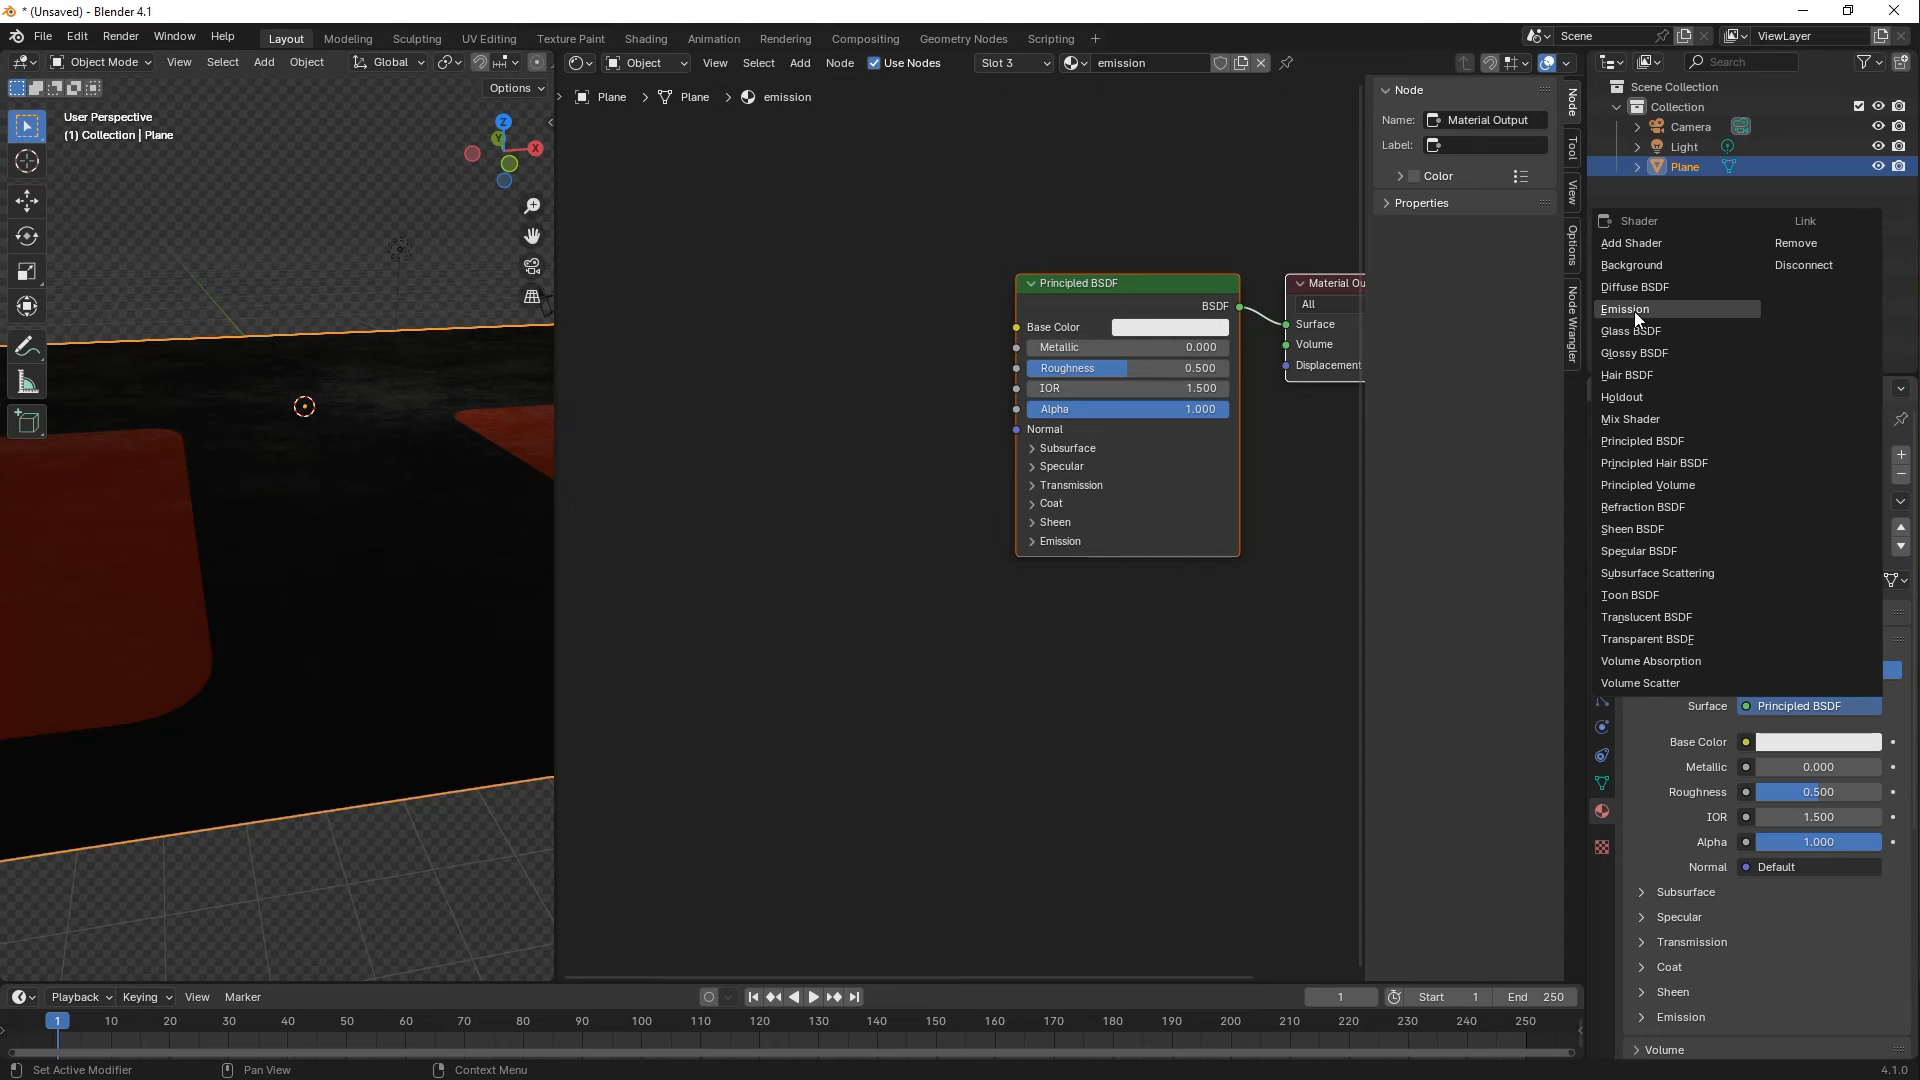 * (Unsaved) - Blender 4.1
File Edit Render Window Help
Layout Modeling Sculpting UV Editing Texture Paint Shading Animation Rendering Compositing Geometry Nodes Scripting
Scene
ViewLayer
Object Mode View Select Add Object Global
Object View Select Add Node Use Nodes Slot 3 emission
Search
Options
User Perspective
(1) Collection | Plane
Z
Y
X
Plane Plane emission
Node
Name: Material Output
Label:
Color
Properties
Node
Tool
View
Options
Node Wrangler
Scene Collection
Collection
Camera
Light
Plane
Principled BSDF
BSDF
Base Color
Metallic 0.000
Roughness 0.500
IOR 1.500
Alpha 1.000
Normal
Subsurface
Specular
Transmission
Coat
Sheen
Emission
Material Ou
All
Surface
Volume
Displacement
Shader
Add Shader
Background
Diffuse BSDF
Emission
Glass BSDF
Glossy BSDF
Hair BSDF
Holdout
Mix Shader
Principled BSDF
Principled Hair BSDF
Principled Volume
Refraction BSDF
Sheen BSDF
Specular BSDF
Subsurface Scattering
Toon BSDF
Translucent BSDF
Transparent BSDF
Volume Absorption
Volume Scatter
Link
Remove
Disconnect
Surface Principled BSDF
Base Color
Metallic 0.000
Roughness 0.500
IOR 1.500
Alpha 1.000
Normal Default
Subsurface
Specular
Transmission
Coat
Sheen
Emission
Volume
Playback Keying View Marker
1 Start 1 End 250
1 10 20 30 40 50 60 70 80 90 100 110 120 130 140 150 160 170 180 190 200 210 220 230 240 250
Set Active Modifier Pan View Context Menu
4.1.0